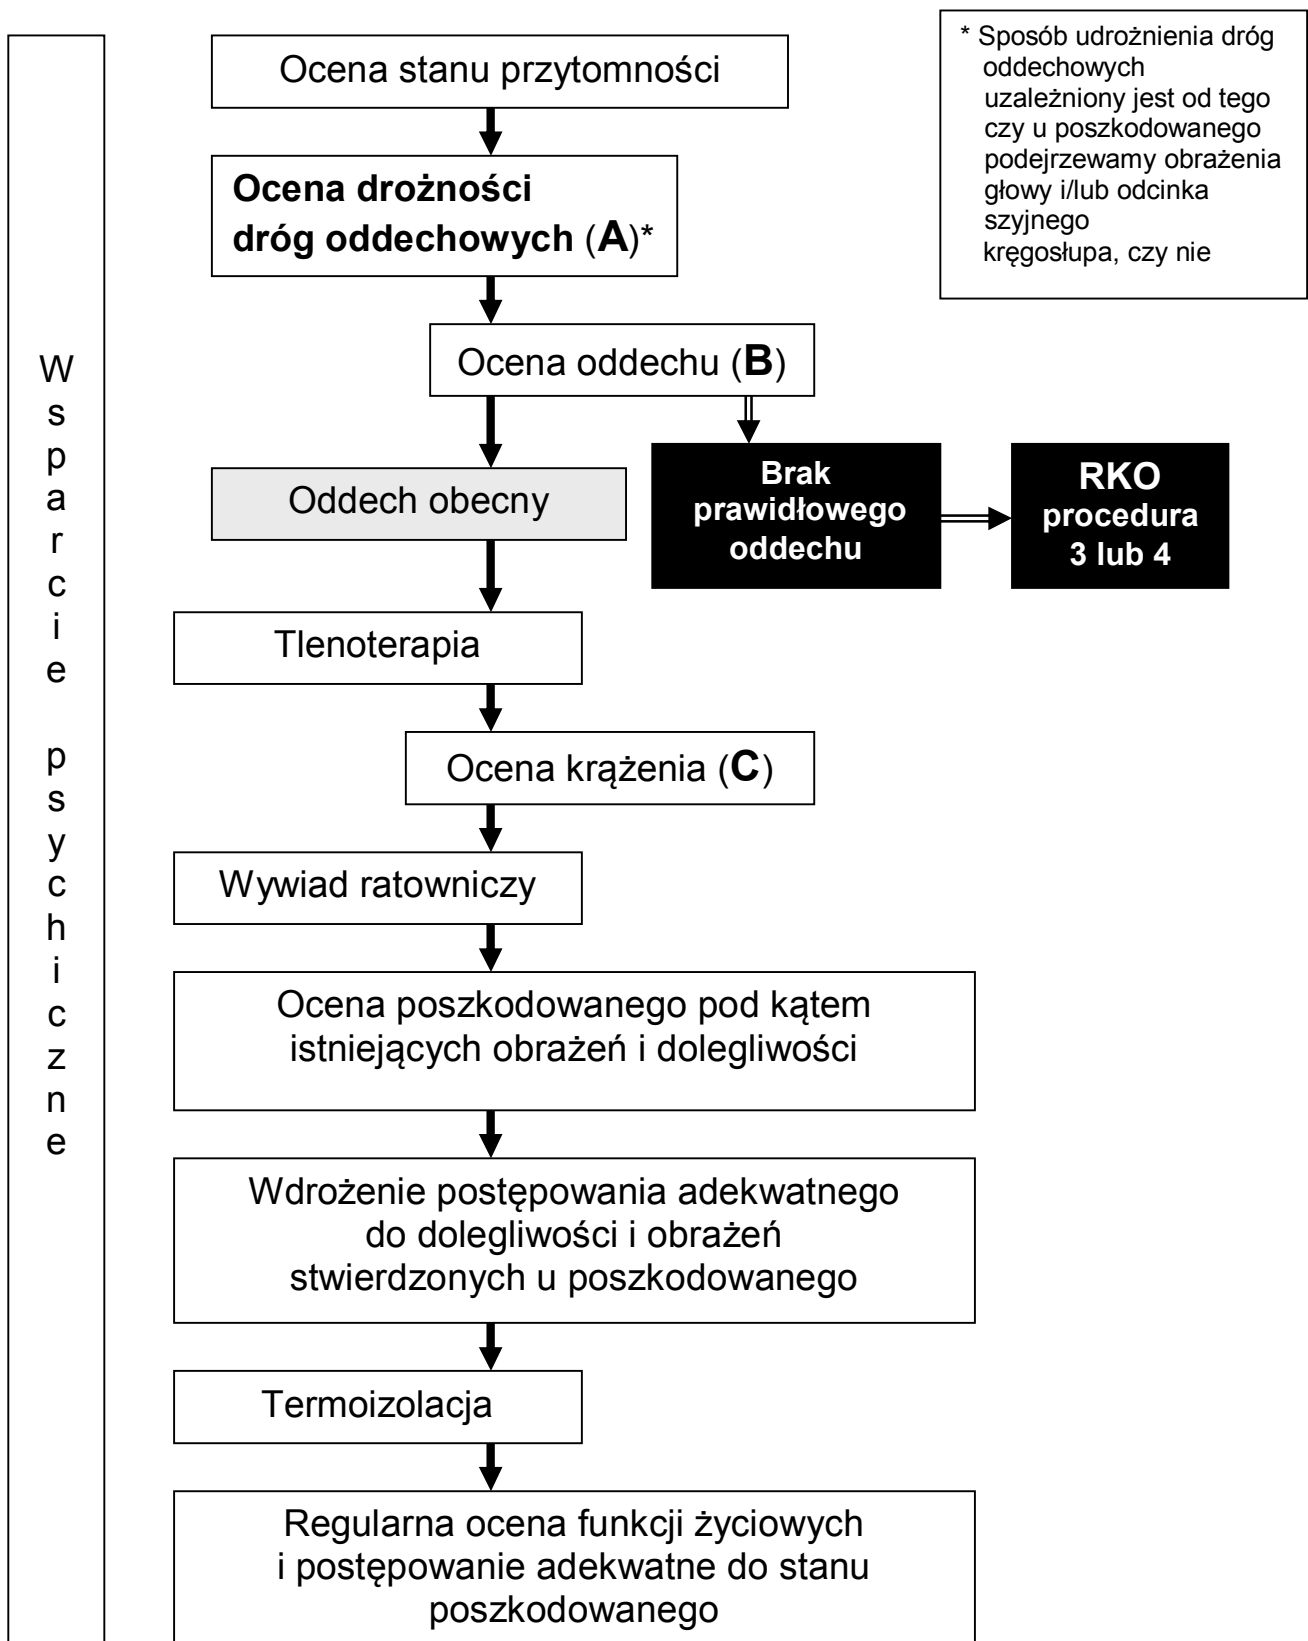 * Sposób udrożnienia dróg
oddechowych
uzależniony jest od tego
czy u poszkodowanego
podejrzewamy obrażenia
głowy i/lub odcinka
szyjnego
kręgosłupa, czy nie
Ocena stanu przytomności
Ocena drożności
dróg oddechowych (A)*
Ocena oddechu (B)
Oddech obecny
Brak
prawidłowego
oddechu
RKO
procedura
3 lub 4
Tlenoterapia
Ocena krążenia (C)
Wywiad ratowniczy
Ocena poszkodowanego pod kątem
istniejących obrażeń i dolegliwości
Wdrożenie postępowania adekwatnego
do dolegliwości i obrażeń
stwierdzonych u poszkodowanego
Termoizolacja
Regularna ocena funkcji życiowych
i postępowanie adekwatne do stanu
poszkodowanego
Wsparcie psychiczne